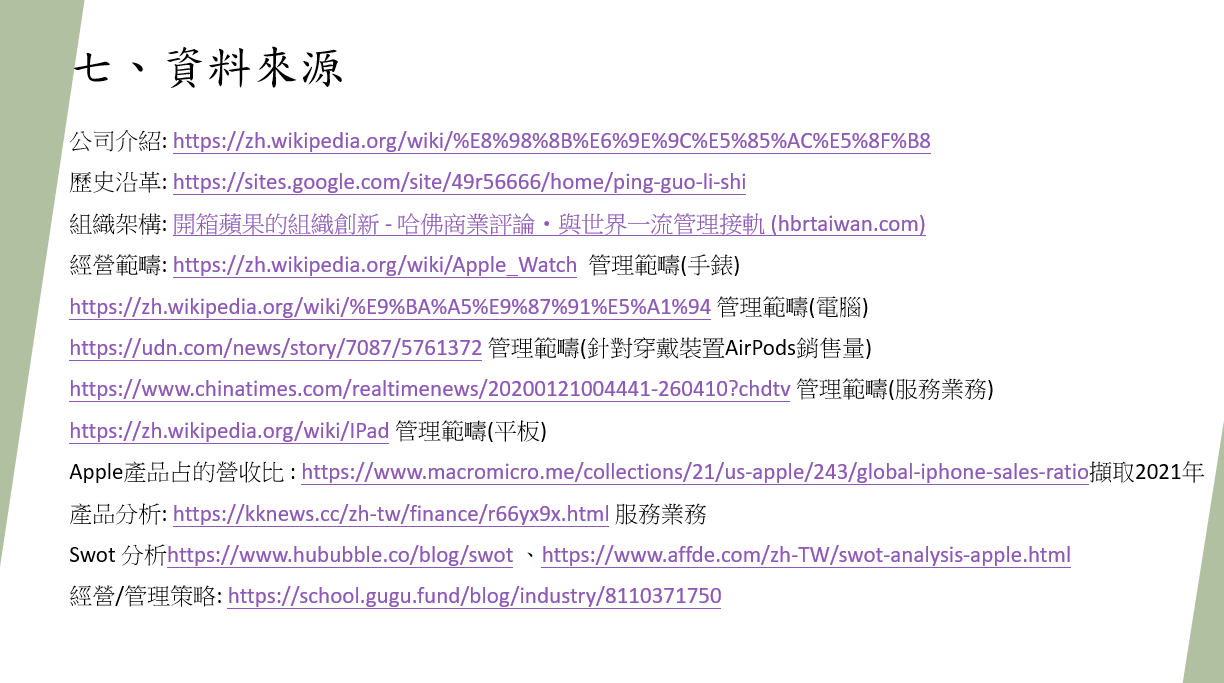 七、資料來源
公司介紹: https://zh.wikipedia.org/wiki/%E8%98%8B%E6%9E%9C%E5%85%AC%E5%8F%B8
歷史沿革: https://sites.google.com/site/49r56666/home/ping-guo-li-shi
組織架構: 開箱蘋果的組織創新 - 哈佛商業評論・與世界一流管理接軌 (hbrtaiwan.com)
經營範疇: https://zh.wikipedia.org/wiki/Apple_Watch 管理範疇(手錶)
https://zh.wikipedia.org/wiki/%E9%BA%A5%E9%87%91%E5%A1%94 管理範疇(電腦)
https://udn.com/news/story/7087/5761372 管理範疇(針對穿戴裝置AirPods銷售量)
https://www.chinatimes.com/realtimenews/20200121004441-260410?chdtv 管理範疇(服務業務)
https://zh.wikipedia.org/wiki/IPad 管理範疇(平板)
Apple產品占的營收比 : https://www.macromicro.me/collections/21/us-apple/243/global-iphone-sales-ratio擷取2021年
產品分析: https://kknews.cc/zh-tw/finance/r66yx9x.html 服務業務
Swot 分析https://www.hububble.co/blog/swot 、https://www.affde.com/zh-TW/swot-analysis-apple.html
經營/管理策略: https://school.gugu.fund/blog/industry/8110371750